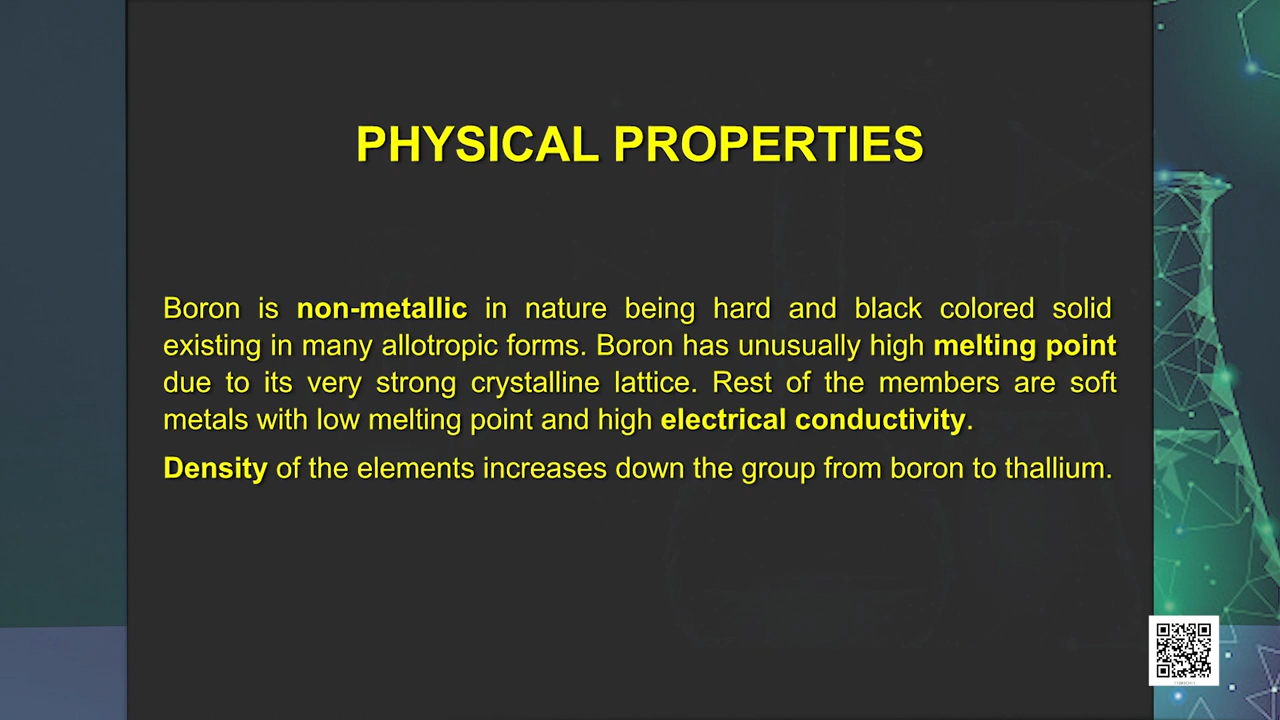 PHYSICAL PROPERTIES
Boron is non-metallic in nature being hard and black colored solid
existing in many allotropic forms. Boron has unusually high melting point
due to its very strong crystalline lattice. Rest of the members are soft
metals with low melting point and high electrical conductivity.
Density of the elements increases down the group from boron to thallium.